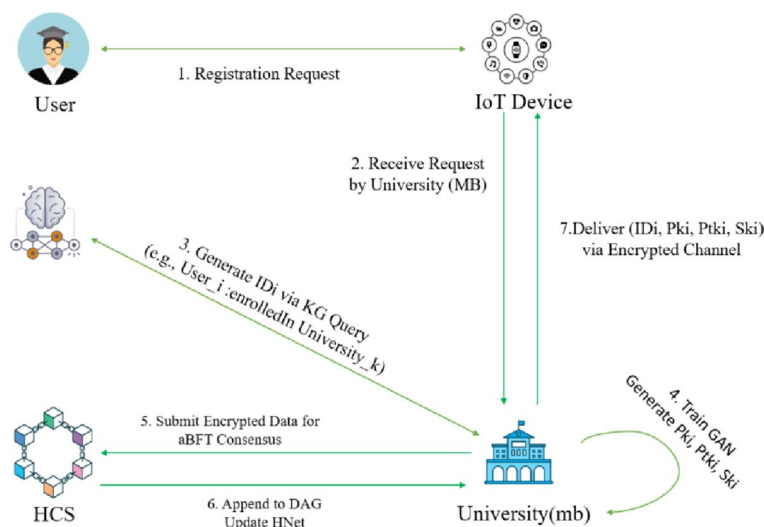 1. Registration Request
User
IoT Device
2. Receive Request
by University (MB)
7.Deliver (IDi, Pki, Ptki, Ski)
via Encrypted Channel
3. Generate IDi via KG Query
(e.g., User_i :enrolledIn University_k)
4. Train GAN
Generate Pki, Ptki, Ski
5. Submit Encrypted Data for
aBFT Consensus
HCS
6. Append to DAG
Update HNet
University(mb)